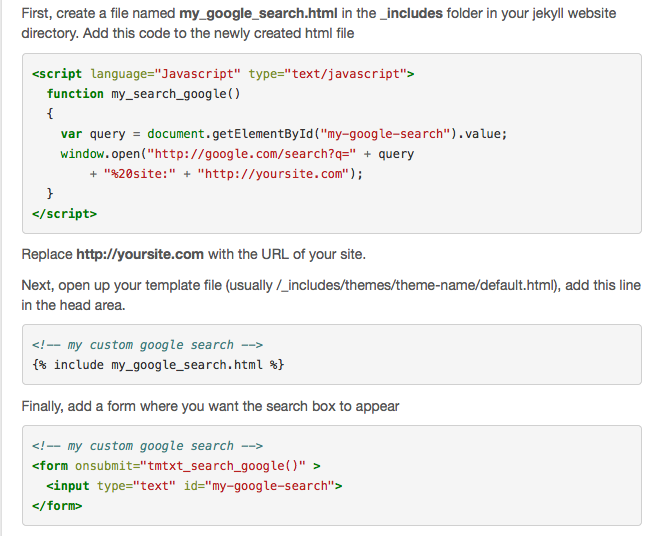 First, create a file named my_google_search.html in the _includes folder in your jekyll website
directory. Add this code to the newly created html file
<script language="Javascript" type="text/javascript">
  function my_search_google()
  {
    var query = document.getElementById("my-google-search").value;
    window.open("http://google.com/search?q=" + query
        + "%20site:" + "http://yoursite.com");
  }
</script>
Replace http://yoursite.com with the URL of your site.
Next, open up your template file (usually /_includes/themes/theme-name/default.html), add this line
in the head area.
<!-- my custom google search -->
{% include my_google_search.html %}
Finally, add a form where you want the search box to appear
<!-- my custom google search -->
<form onsubmit="tmtxt_search_google()" >
  <input type="text" id="my-google-search">
</form>